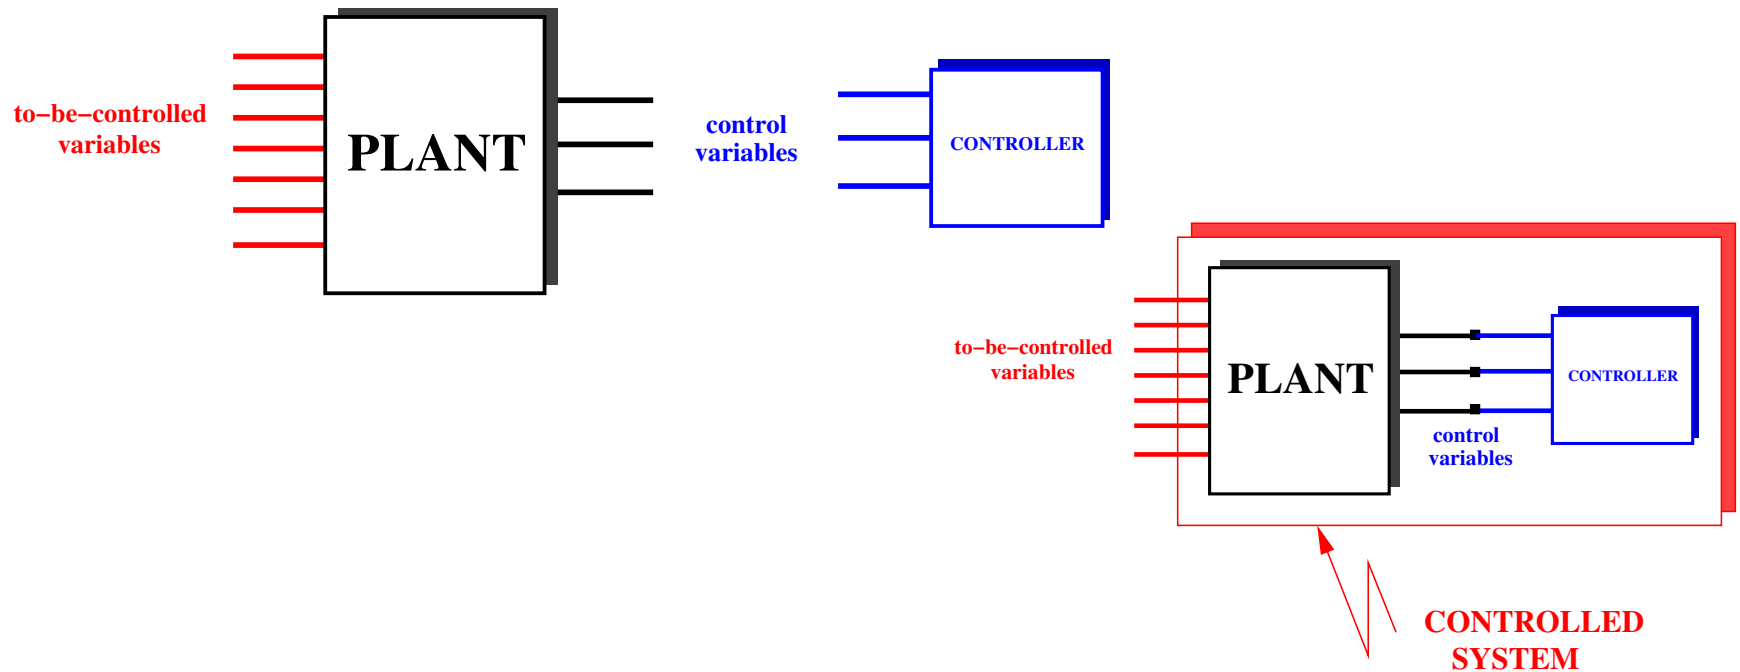 to−be−controlled
variables
PLANT
control
variables
CONTROLLER
to−be−controlled
variables
PLANT
control
variables
CONTROLLER
CONTROLLED
SYSTEM